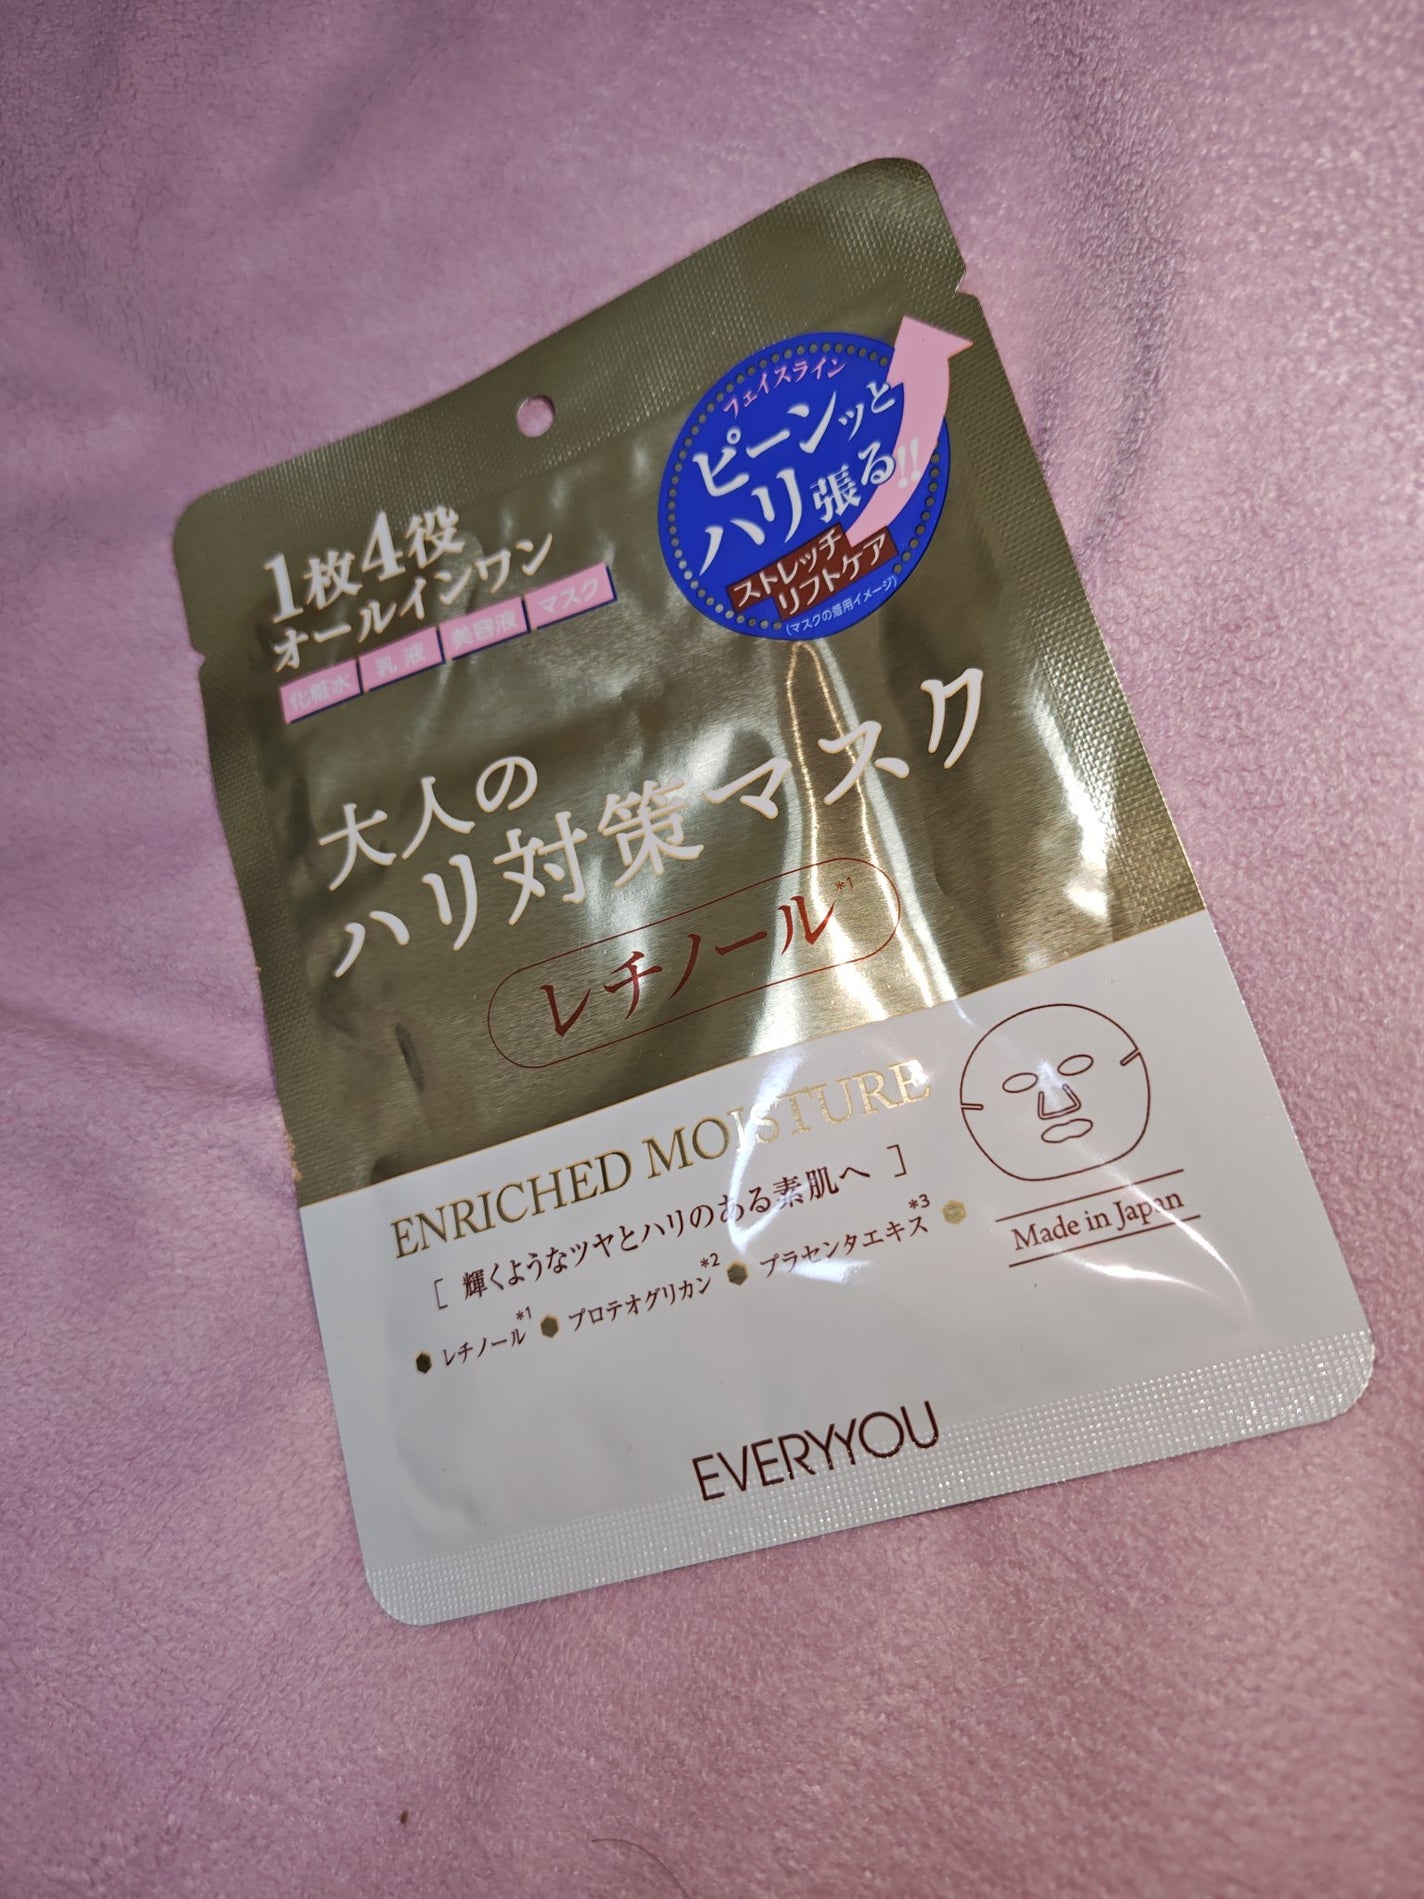 フェイスライン
ピーンッと
ハリ張る!!
ストレッチ
リフトケア
(マスクの着用イメージ)
1枚4役
オールインワン
化粧水 乳液 美容液 マスク
大人の
ハリ対策マスク
レチノール*1
ENRICHED MOISTURE
[ 輝くようなツヤとハリのある素肌へ ]
レチノール*1 プロテオグリカン*2 プラセンタエキス*3
Made in Japan
EVERYYOU